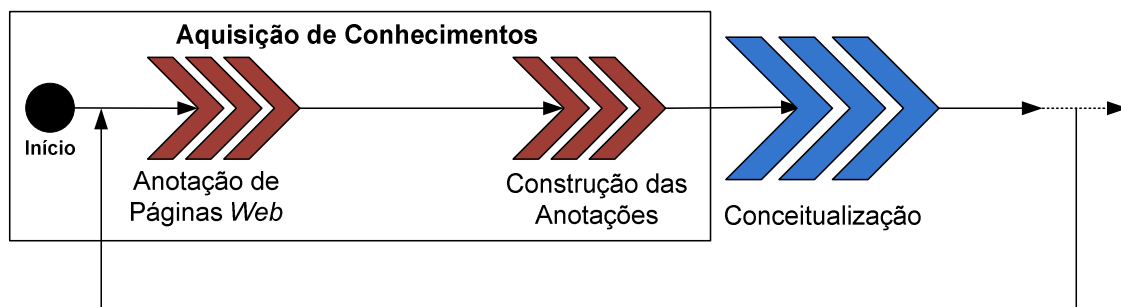 Aquisição de Conhecimentos
Início
Anotação de
Páginas Web
Construção das
Anotações
Conceitualização